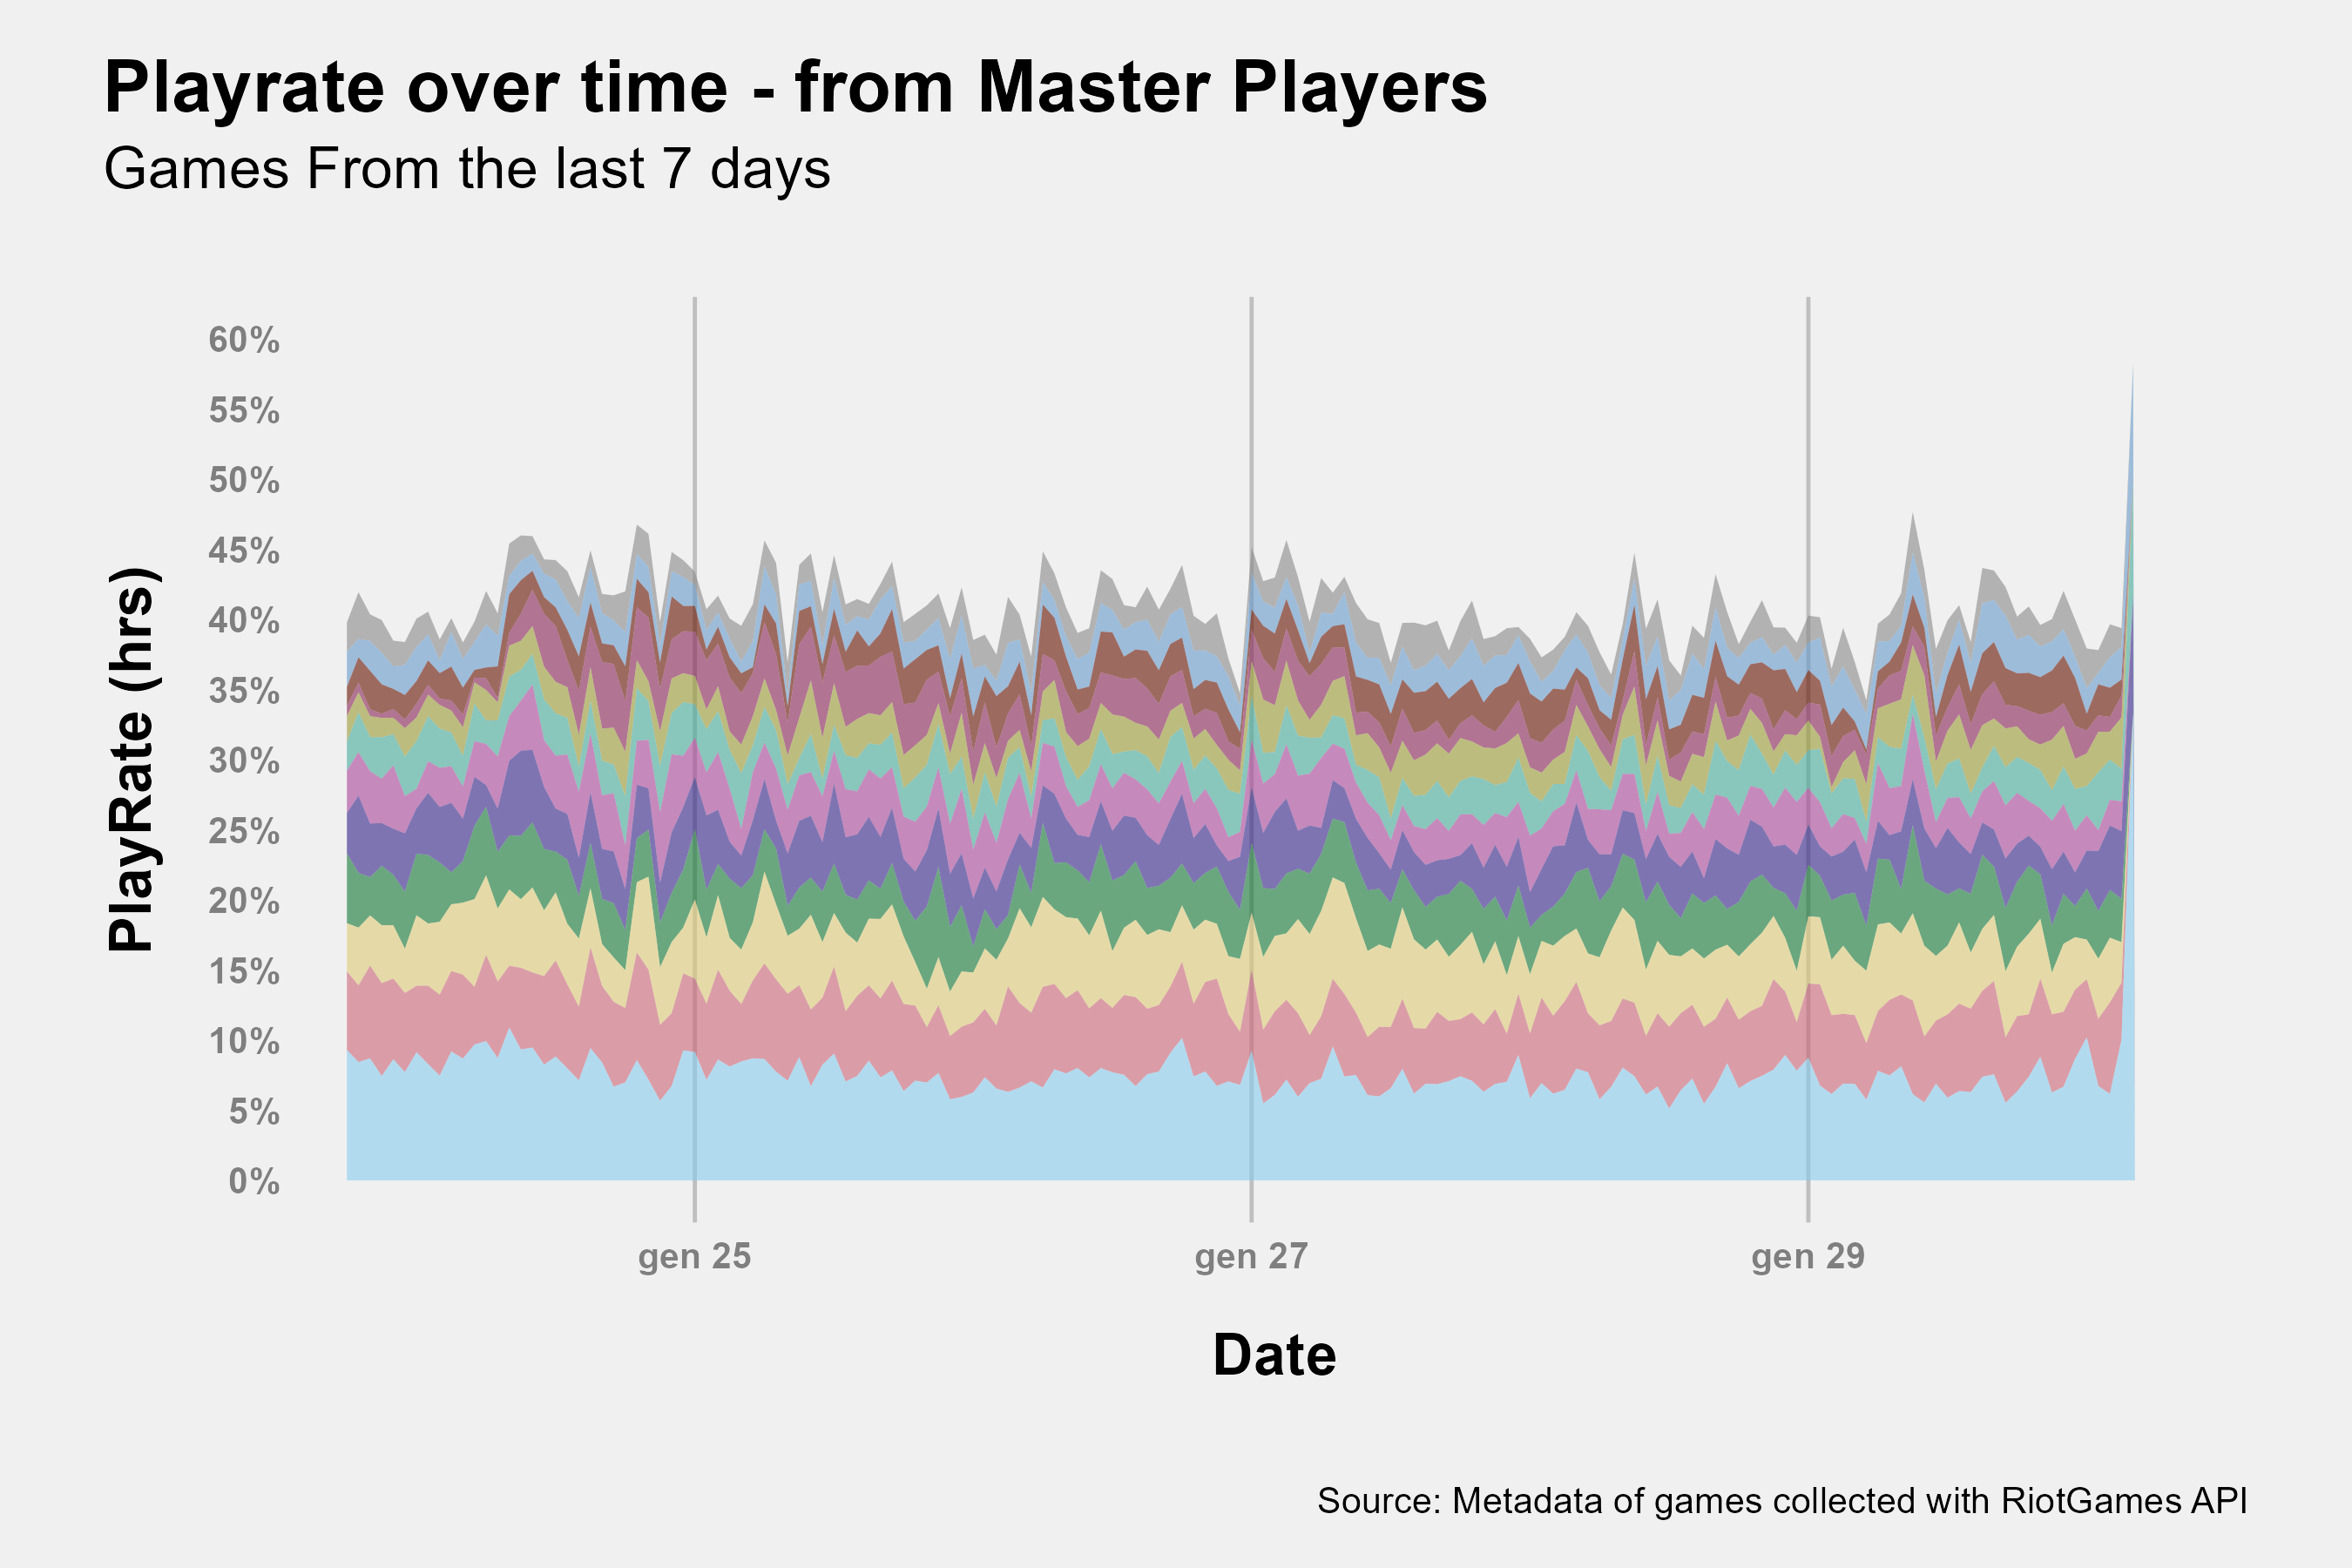 Playrate over time - from Master Players
Games From the last 7 days
PlayRate (hrs)
60%
55%
50%
45%
40%
35%
30%
25%
20%
15%
10%
5%
0%
gen 25
gen 27
gen 29
Date
Source: Metadata of games collected with RiotGames API